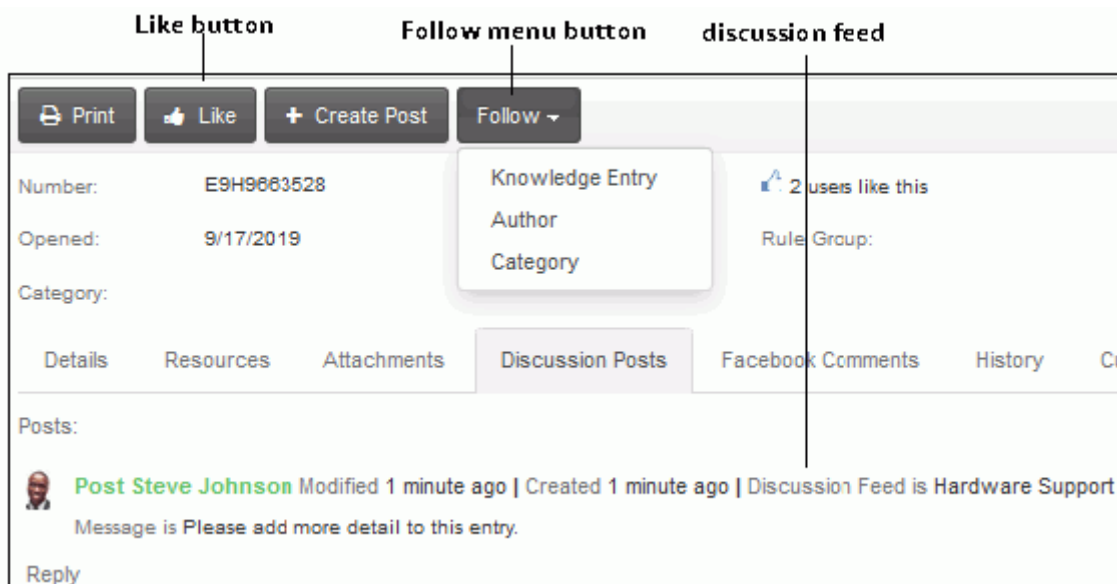 Like button
Follow menu button
discussion feed
Print
Like
+ Create Post
Follow
Number:
E9H9663528
Knowledge Entry
2 users like this
Opened:
9/17/2019
Author
Rule Group:
Category
Category:
Details
Resources
Attachments
Discussion Posts
Facebook Comments
History
Posts:
Post Steve Johnson Modified 1 minute ago | Created 1 minute ago | Discussion Feed is Hardware Support
Message is Please add more detail to this entry.
Reply